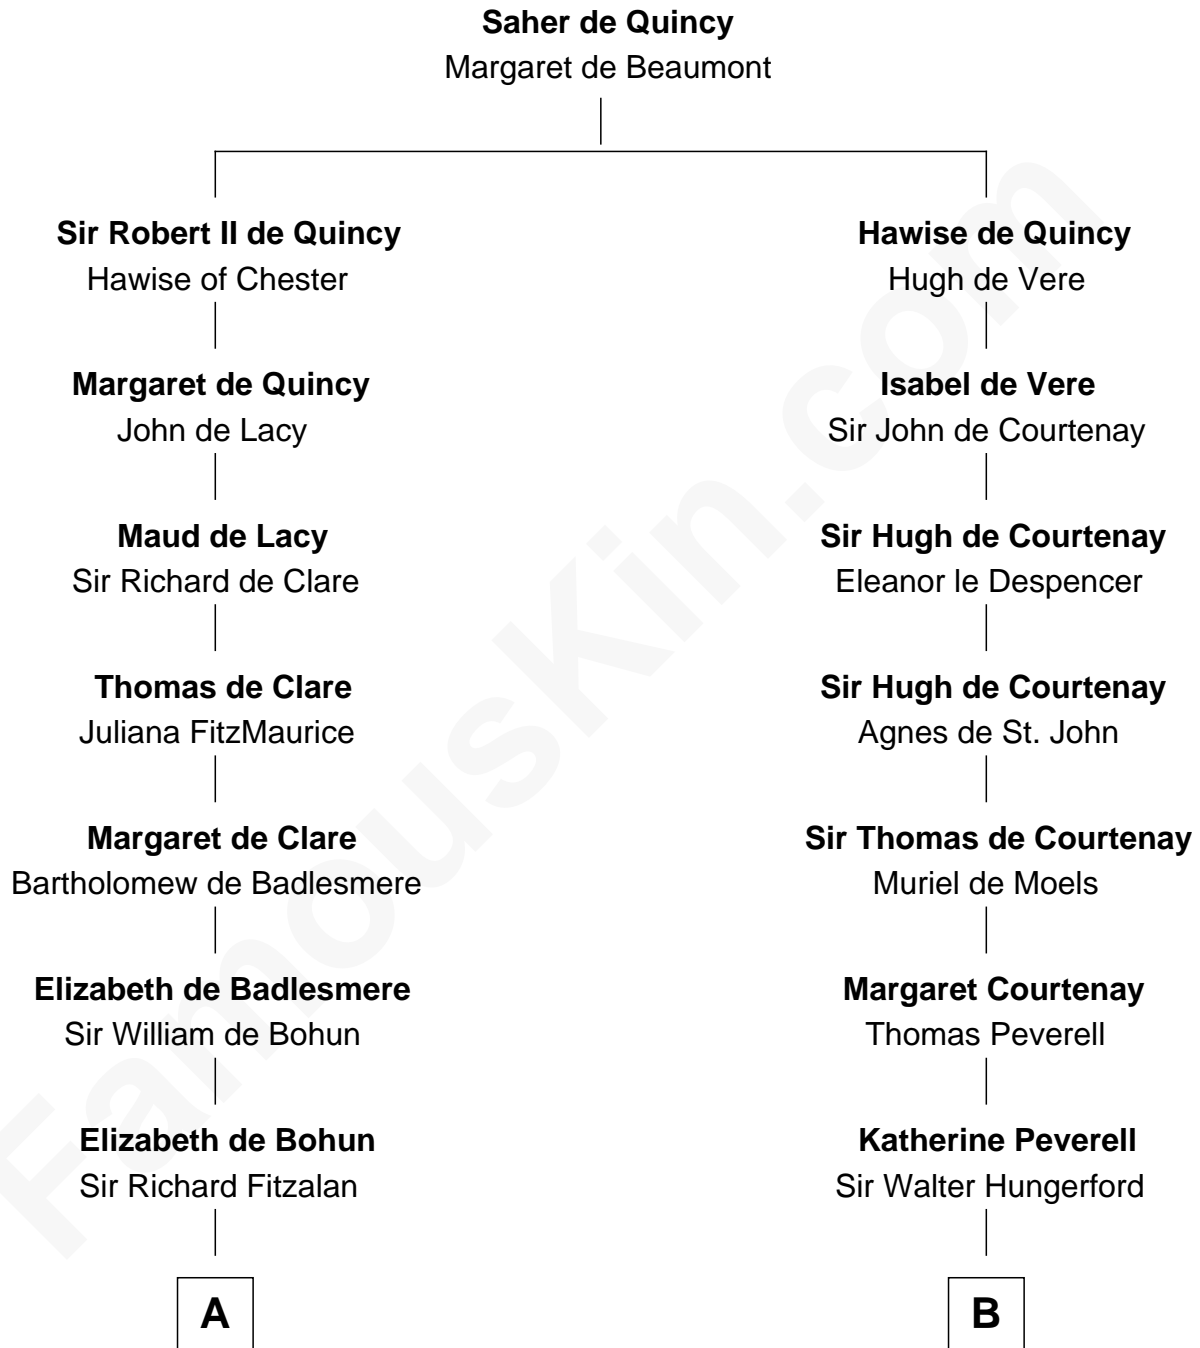 Saher de Quincy
Margaret de Beaumont
Sir Robert II de Quincy
Hawise of Chester
Hawise de Quincy
Hugh de Vere
Margaret de Quincy
John de Lacy
Isabel de Vere
Sir John de Courtenay
Maud de Lacy
Sir Richard de Clare
Sir Hugh de Courtenay
Eleanor le Despencer
Thomas de Clare
Juliana FitzMaurice
Sir Hugh de Courtenay
Agnes de St. John
Margaret de Clare
Bartholomew de Badlesmere
Sir Thomas de Courtenay
Muriel de Moels
Elizabeth de Badlesmere
Sir William de Bohun
Margaret Courtenay
Thomas Peverell
Elizabeth de Bohun
Sir Richard Fitzalan
Katherine Peverell
Sir Walter Hungerford
A
B
FamousKin.com